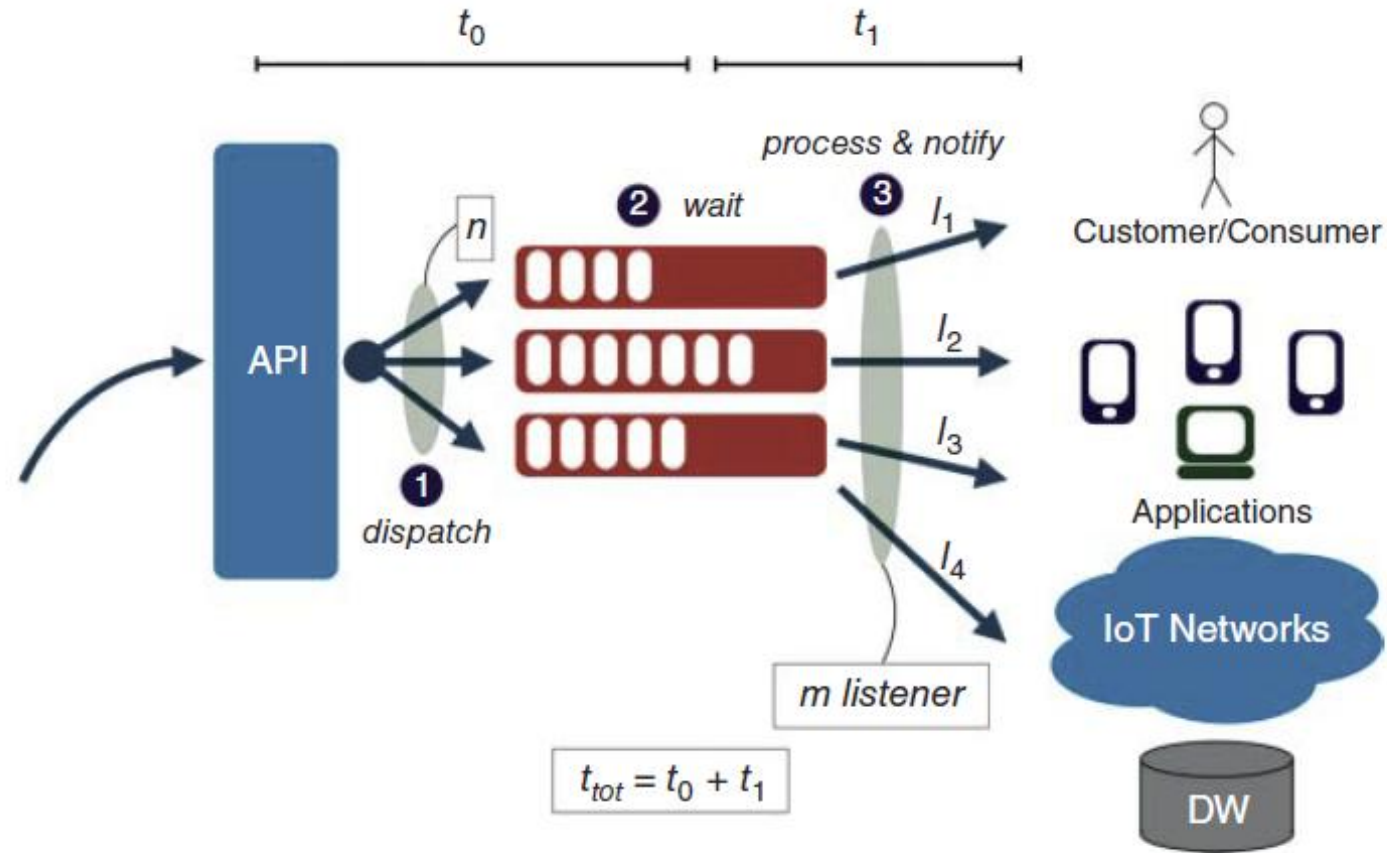 t0
t1
process & notify
3
2 wait
n
l1
Customer/Consumer
API
l2
l3
1
dispatch
Applications
l4
IoT Networks
m listener
ttot = t0 + t1
DW